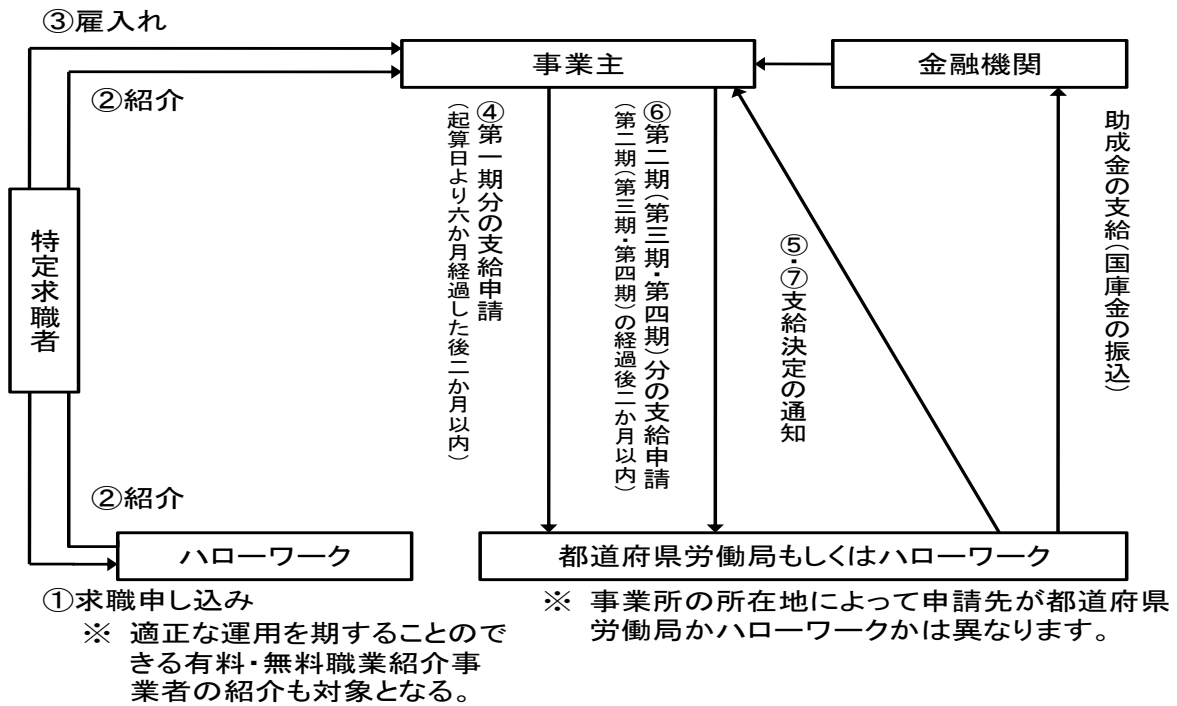 ③雇入れ
事業主
金融機関
②紹介
④第一期分の支給申請
(起算日より六か月経過した後二か月以内)
⑥第二期(第三期・第四期)分の支給申請
(第二期(第三期・第四期)の経過後二か月以内)
⑤・⑦支給決定の通知
助成金の支給(国庫金の振込)
特定求職者
②紹介
ハローワーク
都道府県労働局もしくはハローワーク
①求職申し込み
※ 適正な運用を期することので
きる有料・無料職業紹介事
業者の紹介も対象となる。
※ 事業所の所在地によって申請先が都道府県
労働局かハローワークかは異なります。